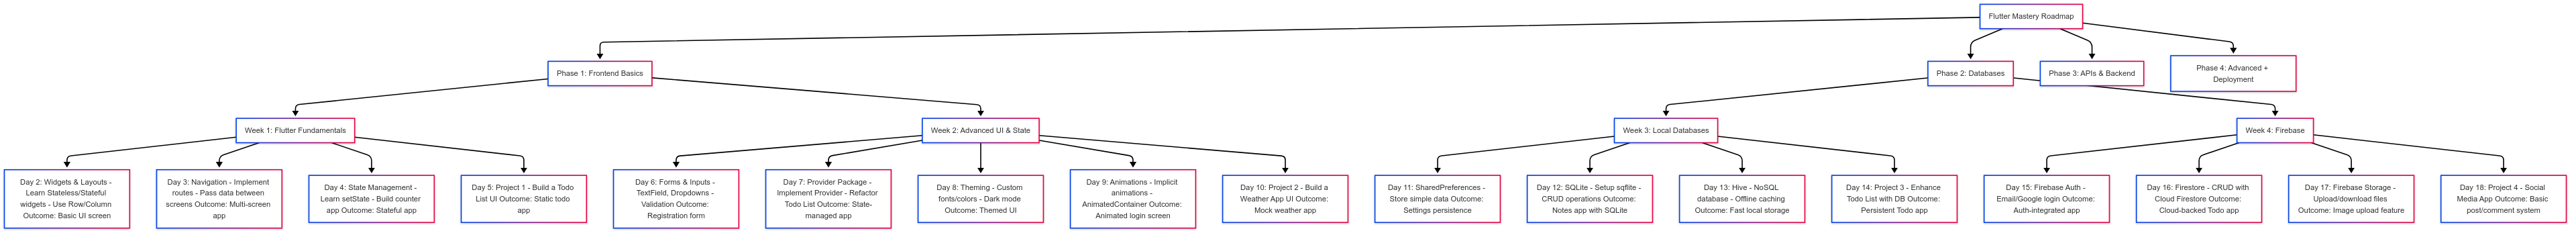 Flutter Mastery Roadmap
Phase 1: Frontend Basics
Phase 2: Databases
Phase 3: APIs & Backend
Phase 4: Advanced +
Deployment
Week 1: Flutter Fundamentals
Week 2: Advanced UI & State
Week 3: Local Databases
Week 4: Firebase
Day 2: Widgets & Layouts -
Learn Stateless/Stateful
widgets - Use Row/Column
Outcome: Basic UI screen
Day 3: Navigation - Implement
routes - Pass data between
screens Outcome: Multi-screen
app
Day 4: State Management -
Learn setState - Build counter
app Outcome: Stateful app
Day 5: Project 1 - Build a Todo
List UI Outcome: Static todo
app
Day 6: Forms & Inputs -
TextField, Dropdowns -
Validation Outcome:
Registration form
Day 7: Provider Package -
Implement Provider - Refactor
Todo List Outcome: State-
managed app
Day 8: Theming - Custom
fonts/colors - Dark mode
Outcome: Themed UI
Day 9: Animations - Implicit
animations -
AnimatedContainer Outcome:
Animated login screen
Day 10: Project 2 - Build a
Weather App UI Outcome:
Mock weather app
Day 11: SharedPreferences -
Store simple data Outcome:
Settings persistence
Day 12: SQLite - Setup sqflite -
CRUD operations Outcome:
Notes app with SQLite
Day 13: Hive - NoSQL
database - Offline caching
Outcome: Fast local storage
Day 14: Project 3 - Enhance
Todo List with DB Outcome:
Persistent Todo app
Day 15: Firebase Auth -
Email/Google login Outcome:
Auth-integrated app
Day 16: Firestore - CRUD with
Cloud Firestore Outcome:
Cloud-backed Todo app
Day 17: Firebase Storage -
Upload/download files
Outcome: Image upload feature
Day 18: Project 4 - Social
Media App Outcome: Basic
post/comment system